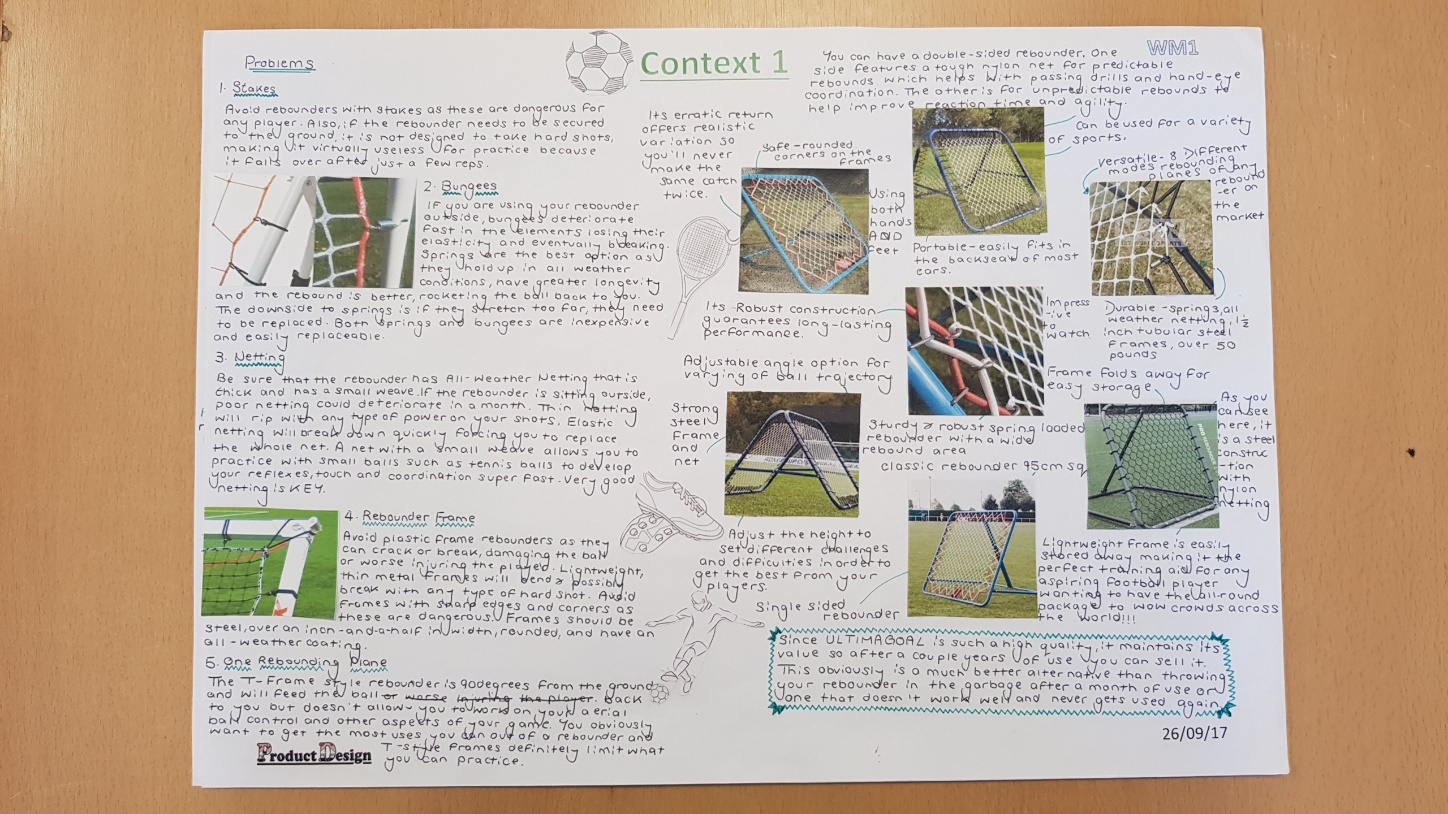 Problems
Context 1
WM1
1. Stakes
Avoid rebounders with stakes as these are dangerous for
any player. Also, if the rebounder needs to be secured
to the ground, it is not designed to take hard shots,
making it virtually useless for practice because
it falls over after just a few reps.
2. Bungees
IF you are using your rebounder
outside, bungees deteriorate
fast in the elements losing their
elasticity and eventually breaking.
Springs are the best option as
they hold up in all weather
conditions, have greater longevity
and the rebound is better, rocketing the ball back to you.
The downside to springs is if they stretch too far, they need
to be replaced. Both springs and bungees are inexpensive
and easily replaceable.
3. Netting
Be sure that the rebounder has All-Weather Netting that is
thick and has a small weave. If the rebounder is sitting outside,
poor netting could deteriorate in a month. Thin netting
will rip with any type of power on your shots. Elastic
netting will break down quickly forcing you to replace
the whole net. A net with a small weave allows you to
practice with small balls such as tennis balls to develop
your reflexes, touch and coordination super fast. Very good
netting is KEY.
4. Rebounder Frame
Avoid plastic frame rebounders as they
can crack or break, damaging the ball
or worse injuring the played. Lightweight,
thin metal frames will bend & possibly
break with any type of hard shot. Avoid
frames with sharp edges and corners as
these are dangerous. Frames should be
steel, over an inch-and-a-half in width, rounded, and have an
all-weather coating.
5. One Rebounding Plane
The T-Frame style rebounder is 90degrees from the ground
and will feed the ball or worse injuring the player. Back
to you but doesn't allow you to work on your aerial
ball control and other aspects of your game. You obviously
want to get the most uses you can out of a rebounder and
T-style frames definitely limit what
you can practice.
Product Design
You can have a double-sided rebounder. One
side features a tough nylon net for predictable
rebounds which helps with passing drills and hand-eye
coordination. The other is for unpredictable rebounds to
help improve reaction time and agility.
Its erratic return
offers realistic
variation so
you'll never
make the
same catch
twice.
Safe-rounded
corners on the
frames
Using
both
hands
AND
feet
Can be used for a variety
of sports.
Portable-easily fits in
the backseat of most
cars.
versatile- 8 Different
modes rebounding
planes of any
rebound
-er on
the
market
Its Robust construction
guarantees long-lasting
performance.
Impress
-ive
to
watch
Durable-springs, all
weather netting, 1½
inch tubular steel
frames, over 50
pounds
Adjustable angle option for
varying of ball trajectory
Strong
steel
frame
and
net
Frame folds away for
easy storage
Sturdy & robust spring loaded
rebounder with a wide
rebound area
classic rebounder 95cm sq
As you
can see
here, it
is a steel
construc
-tion
with
nylon
netting
Adjust the height to
set different challenges
and difficulties in order to
get the best from your
players.
Single sided
rebounder
Lightweight frame is easily
stored away making it the
perfect training aid for any
aspiring football player
wanting to have the all-round
package to wow crowds across
the world!!!
Since ULTIMAGOAL is such a high quality, it maintains its
value so after a couple years of use you can sell it.
This obviously is a much better alternative than throwing
your rebounder in the garbage after a month of use or
one that doesn't work well and never gets used again.
26/09/17